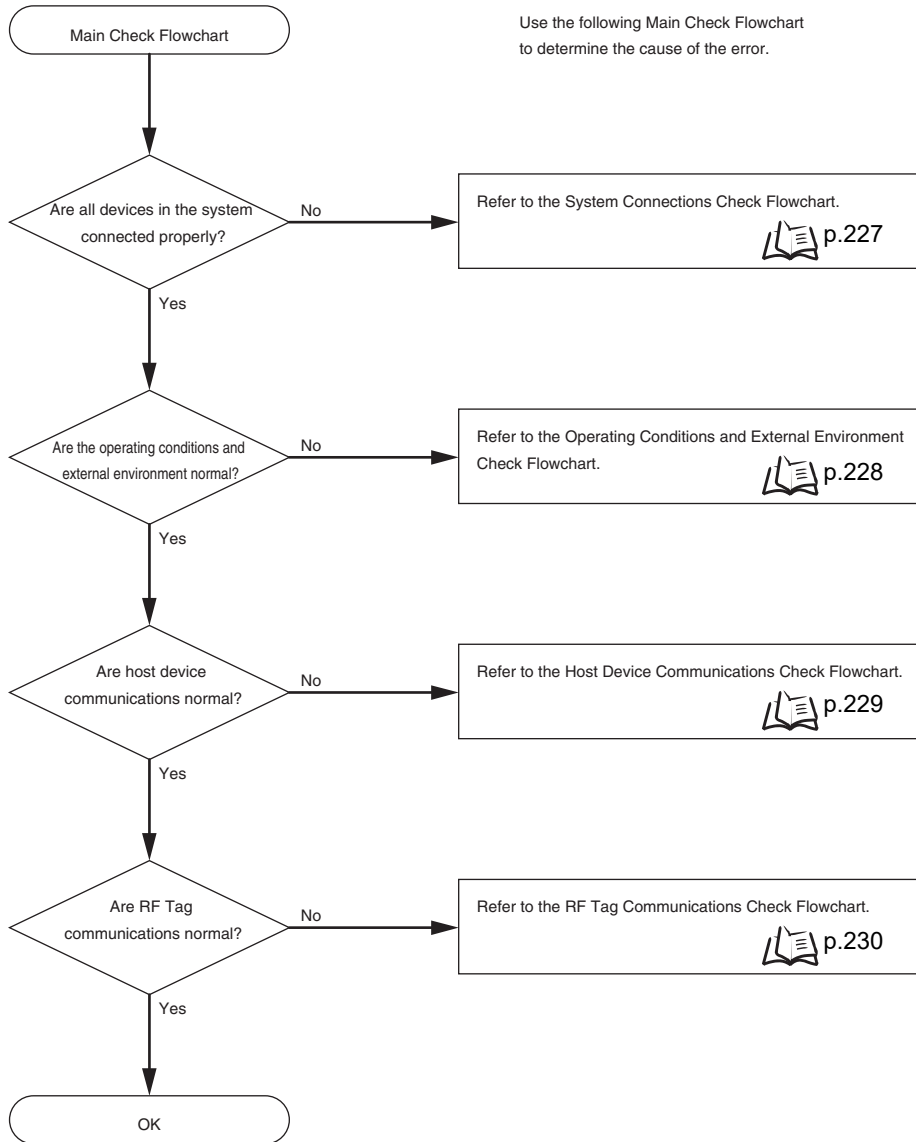 Main Check Flowchart
Use the following Main Check Flowchart
to determine the cause of the error.
Are all devices in the system
connected properly?
No
Refer to the System Connections Check Flowchart.
p.227
Yes
Are the operating conditions and
external environment normal?
No
Refer to the Operating Conditions and External Environment
Check Flowchart.
p.228
Yes
Are host device
communications normal?
No
Refer to the Host Device Communications Check Flowchart.
p.229
Yes
Are RF Tag
communications normal?
No
Refer to the RF Tag Communications Check Flowchart.
p.230
Yes
OK